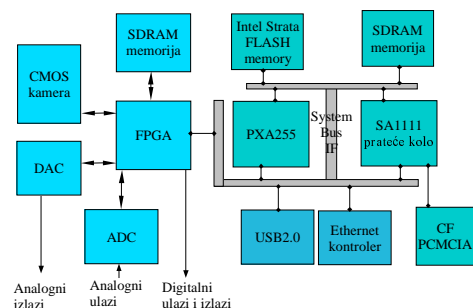 Intel Strata
FLASH
memory
SDRAM
memorija
SDRAM
memorija
CMOS
kamera
FPGA
System
Bus
IF
PXA255
SA1111
prateće kolo
DAC
ADC
USB2.0
Ethernet
kontroler
CF
PCMCIA
Analogni
izlazi
Analogni
ulazi
Digitalni
ulazi i izlazi